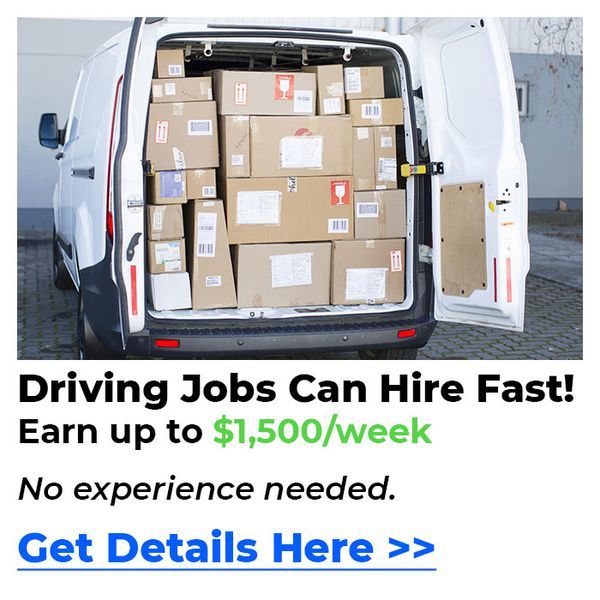 Driving Jobs Can Hire Fast!
Earn up to $1,500/week
No experience needed.
Get Details Here >>